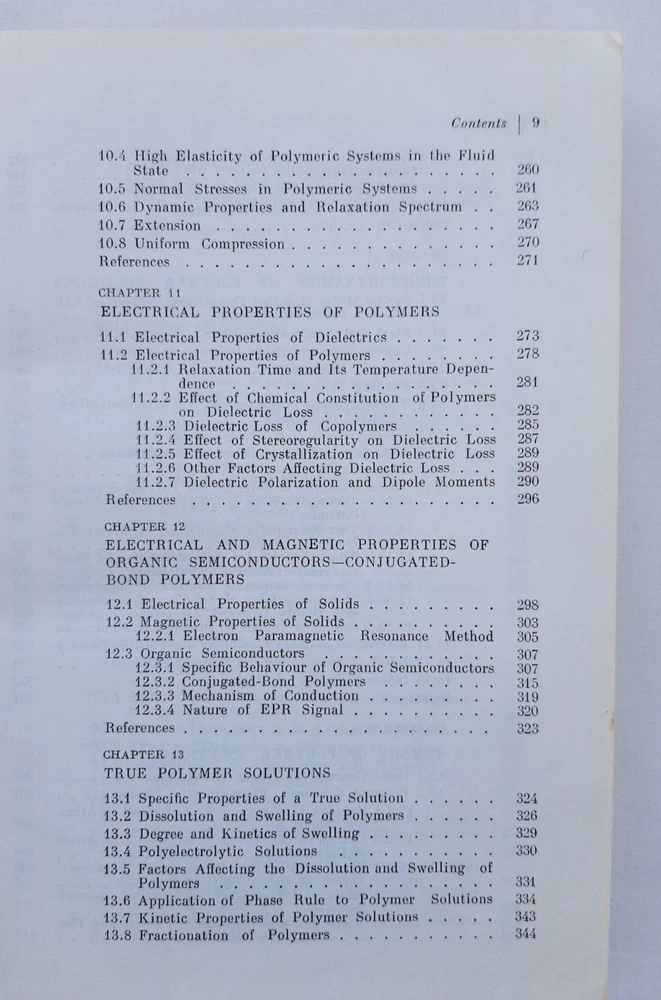 Contents | 9
10.4 High Elasticity of Polymeric Systems in the Fluid
State . . . . . . . . . . . . . . . . . . . . . 260
10.5 Normal Stresses in Polymeric Systems . . . . . 261
10.6 Dynamic Properties and Relaxation Spectrum . . 263
10.7 Extension . . . . . . . . . . . . . . . . . . . 267
10.8 Uniform Compression . . . . . . . . . . . . . . 270
References . . . . . . . . . . . . . . . . . . . . . 271
CHAPTER 11
ELECTRICAL PROPERTIES OF POLYMERS
11.1 Electrical Properties of Dielectrics . . . . . . . 273
11.2 Electrical Properties of Polymers . . . . . . . . 278
11.2.1 Relaxation Time and Its Temperature Depen-
dence . . . . . . . . . . . . . . . . . . 281
11.2.2 Effect of Chemical Constitution of Polymers
on Dielectric Loss . . . . . . . . . . . . 282
11.2.3 Dielectric Loss of Copolymers . . . . . . 285
11.2.4 Effect of Stereoregularity on Dielectric Loss 287
11.2.5 Effect of Crystallization on Dielectric Loss 289
11.2.6 Other Factors Affecting Dielectric Loss . . . 289
11.2.7 Dielectric Polarization and Dipole Moments 290
References . . . . . . . . . . . . . . . . . . . . . 296
CHAPTER 12
ELECTRICAL AND MAGNETIC PROPERTIES OF
ORGANIC SEMICONDUCTORS—CONJUGATED-
BOND POLYMERS
12.1 Electrical Properties of Solids . . . . . . . . . 298
12.2 Magnetic Properties of Solids . . . . . . . . . . 303
12.2.1 Electron Paramagnetic Resonance Method 305
12.3 Organic Semiconductors . . . . . . . . . . . . 307
12.3.1 Specific Behaviour of Organic Semiconductors 307
12.3.2 Conjugated-Bond Polymers . . . . . . . . 315
12.3.3 Mechanism of Conduction . . . . . . . . . 319
12.3.4 Nature of EPR Signal . . . . . . . . . . 320
References . . . . . . . . . . . . . . . . . . . . . 323
CHAPTER 13
TRUE POLYMER SOLUTIONS
13.1 Specific Properties of a True Solution . . . . . . 324
13.2 Dissolution and Swelling of Polymers . . . . . . 326
13.3 Degree and Kinetics of Swelling . . . . . . . . . 329
13.4 Polyelectrolytic Solutions . . . . . . . . . . . 330
13.5 Factors Affecting the Dissolution and Swelling of
Polymers . . . . . . . . . . . . . . . . . . . 331
13.6 Application of Phase Rule to Polymer Solutions 334
13.7 Kinetic Properties of Polymer Solutions . . . . . 343
13.8 Fractionation of Polymers . . . . . . . . . . . 344